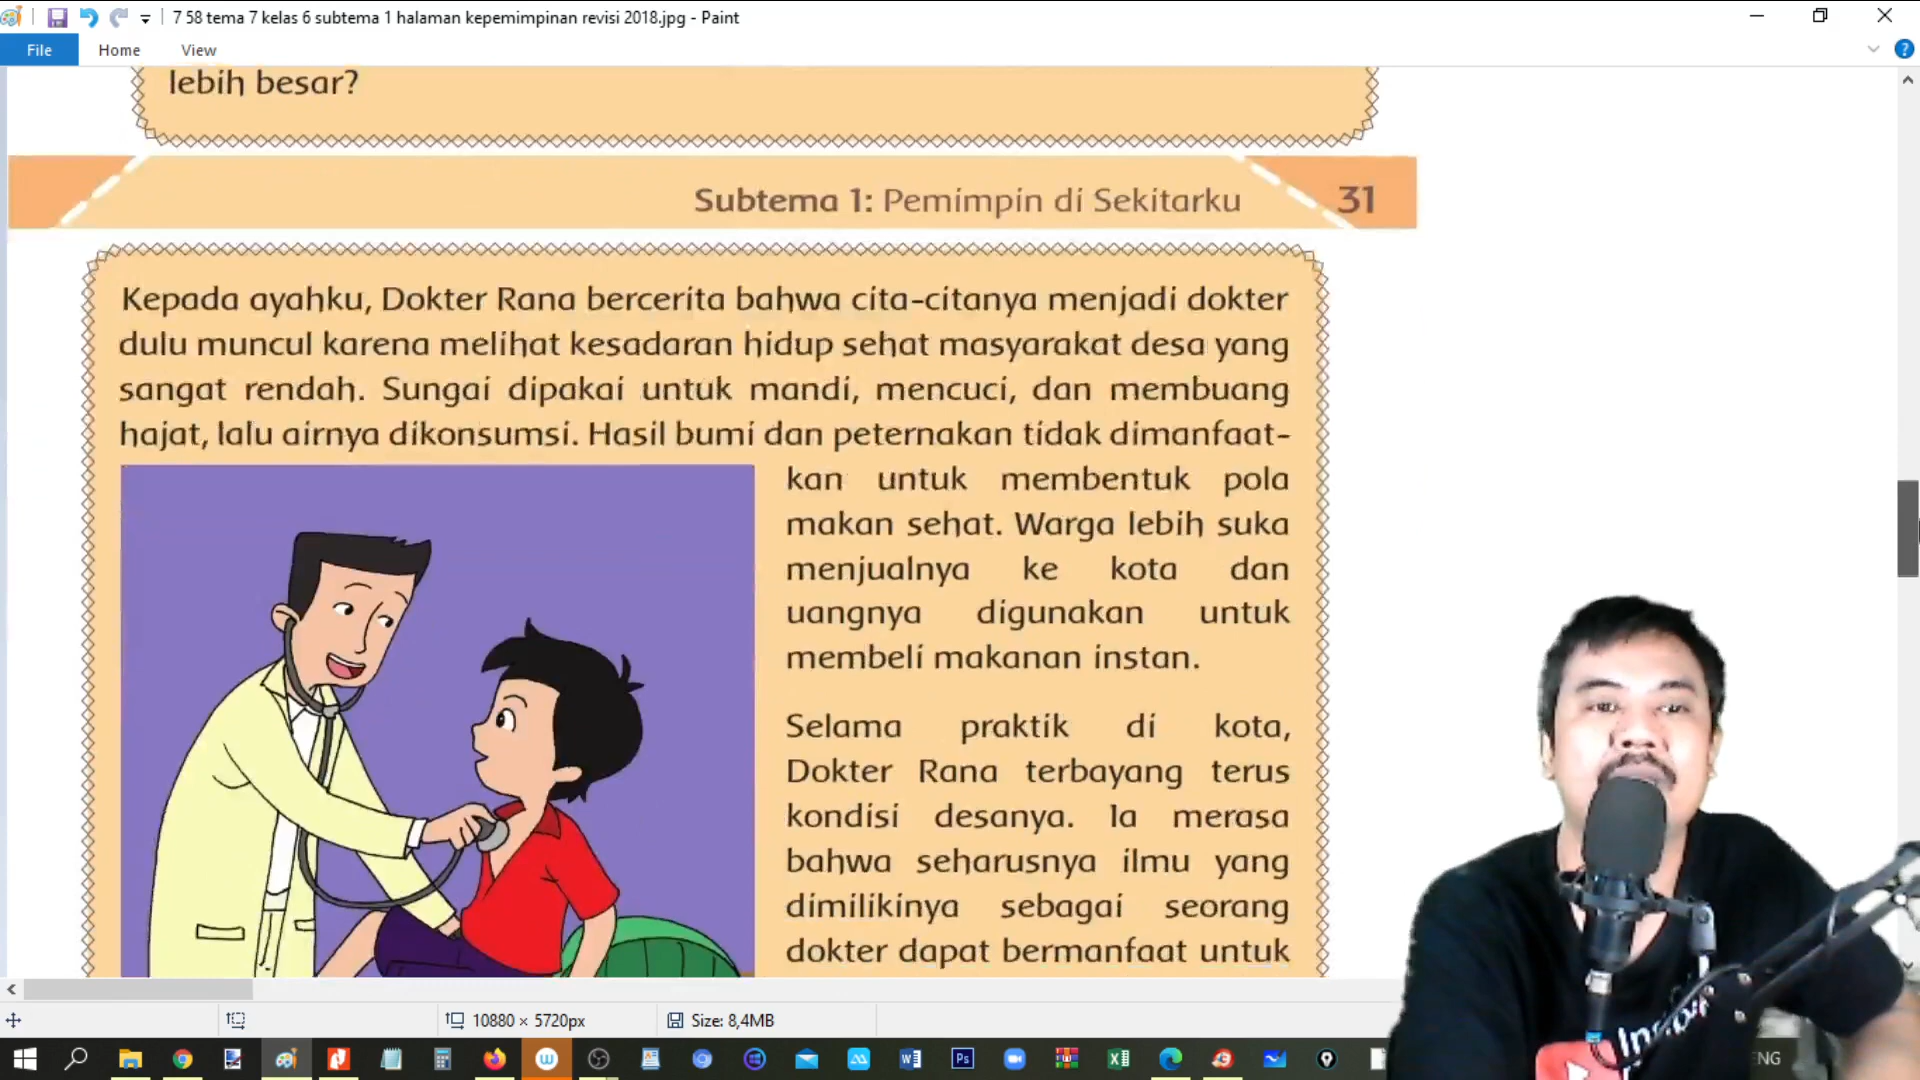 7 58 tema 7 kelas 6 subtema 1 halaman kepemimpinan revisi 2018.jpg - Paint
File Home View
lebih besar?
Subtema 1: Pemimpin di Sekitarku 31
Kepada ayahku, Dokter Rana bercerita bahwa cita-citanya menjadi dokter
dulu muncul karena melihat kesadaran hidup sehat masyarakat desa yang
sangat rendah. Sungai dipakai untuk mandi, mencuci, dan membuang
hajat, lalu airnya dikonsumsi. Hasil bumi dan peternakan tidak dimanfaat-
kan untuk membentuk pola
makan sehat. Warga lebih suka
menjualnya ke kota dan
uangnya digunakan untuk
membeli makanan instan.
Selama praktik di kota,
Dokter Rana terbayang terus
kondisi desanya. Ia merasa
bahwa seharusnya ilmu yang
dimilikinya sebagai seorang
dokter dapat bermanfaat untuk
10880 × 5720px
Size: 8,4MB
ENG